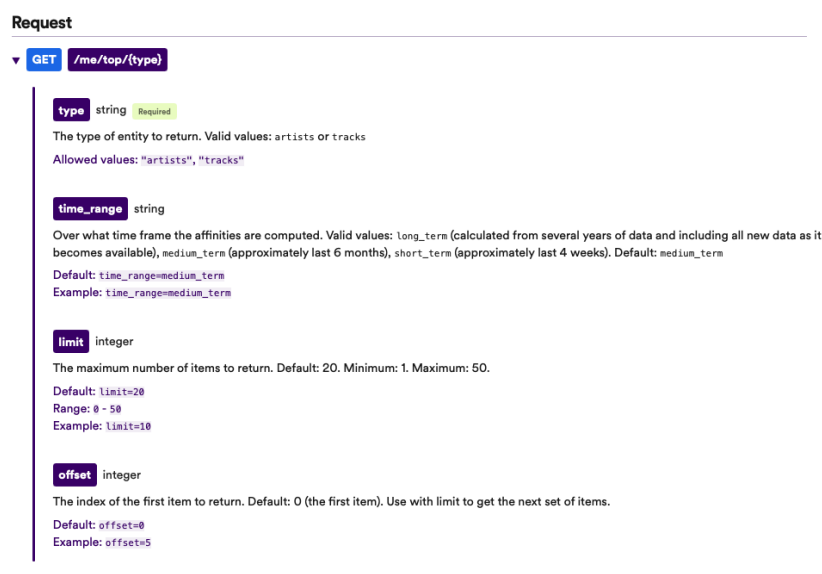 Request
GET /me/top/{type}
type string Required
The type of entity to return. Valid values: artists or tracks
Allowed values: "artists", "tracks"
time_range string
Over what time frame the affinities are computed. Valid values: long_term (calculated from several years of data and including all new data as it
becomes available), medium_term (approximately last 6 months), short_term (approximately last 4 weeks). Default: medium_term
Default: time_range=medium_term
Example: time_range=medium_term
limit integer
The maximum number of items to return. Default: 20. Minimum: 1. Maximum: 50.
Default: limit=20
Range: 0 - 50
Example: limit=10
offset integer
The index of the first item to return. Default: 0 (the first item). Use with limit to get the next set of items.
Default: offset=0
Example: offset=5